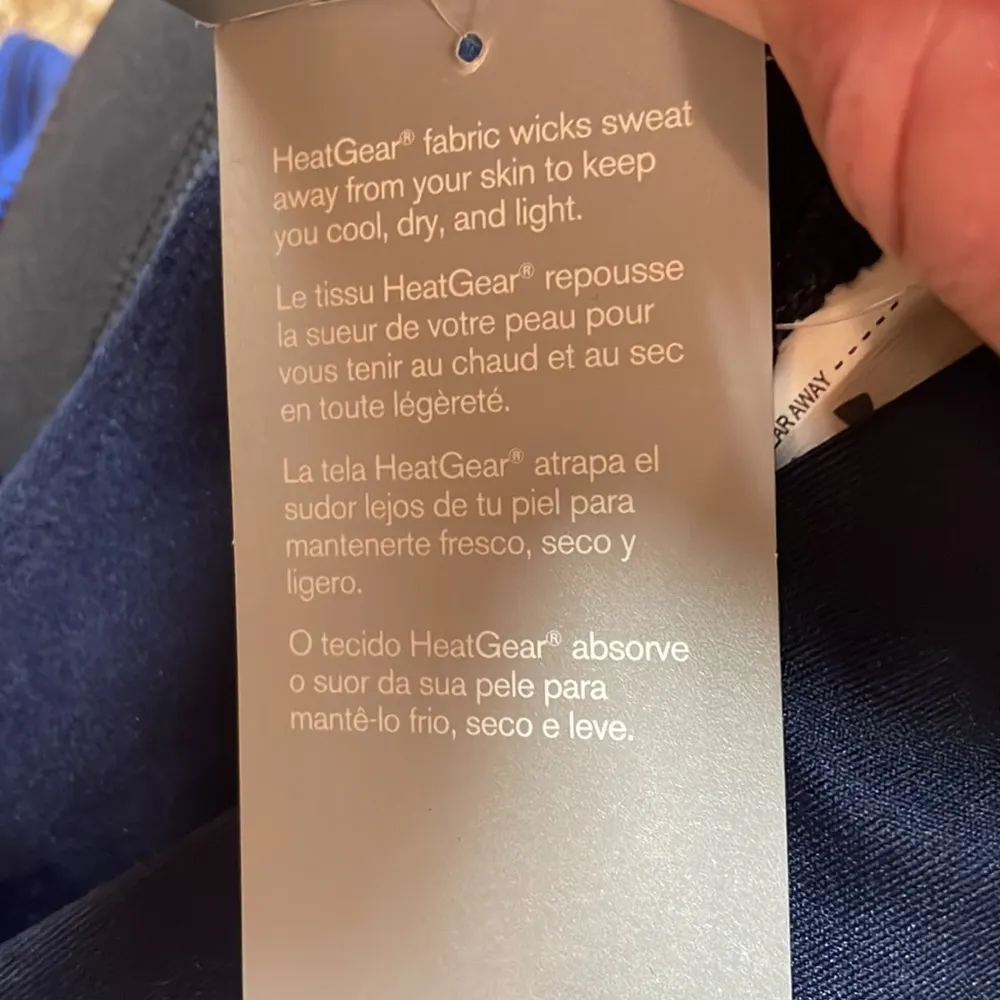 HeatGear® fabric wicks sweat
away from your skin to keep
you cool, dry, and light.
Le tissu HeatGear® repousse
la sueur de votre peau pour
vous tenir au chaud et au sec
en toute légèreté.
La tela HeatGear® atrapa el
sudor lejos de tu piel para
mantenerte fresco, seco y
ligero.
O tecido HeatGear® absorve
o suor da sua pele para
mantê-lo frio, seco e leve.
AWAY